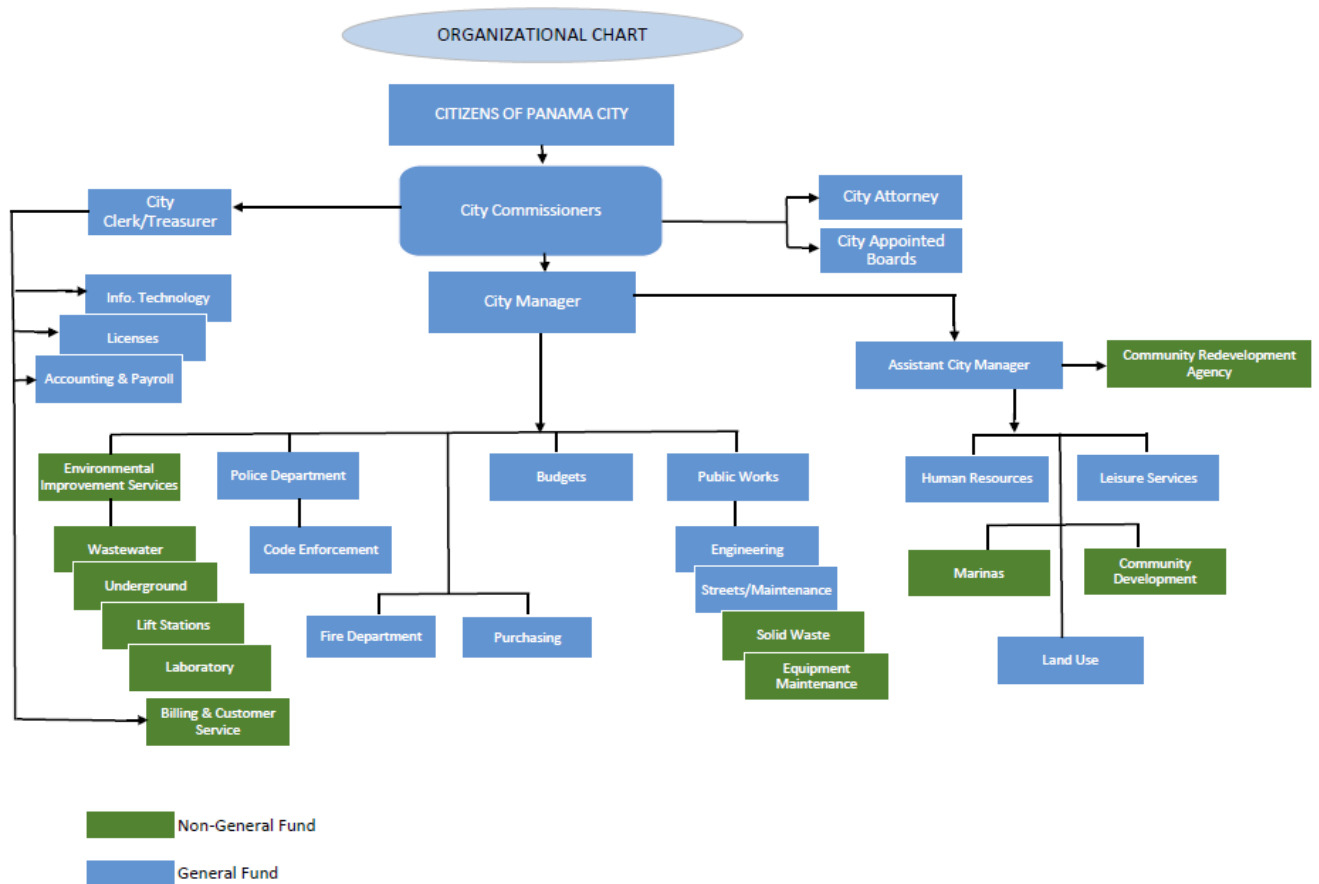 ORGANIZATIONAL CHART
CITIZENS OF PANAMA CITY
City
Clerk/Treasurer
City Commissioners
City Attorney
City Appointed
Boards
Info. Technology
Licenses
Accounting & Payroll
City Manager
Assistant City Manager
Community Redevelopment
Agency
Environmental
Improvement Services
Police Department
Budgets
Public Works
Human Resources
Leisure Services
Wastewater
Underground
Lift Stations
Laboratory
Billing & Customer
Service
Code Enforcement
Fire Department
Purchasing
Engineering
Streets/Maintenance
Solid Waste
Equipment
Maintenance
Marinas
Community
Development
Land Use
Non-General Fund
General Fund